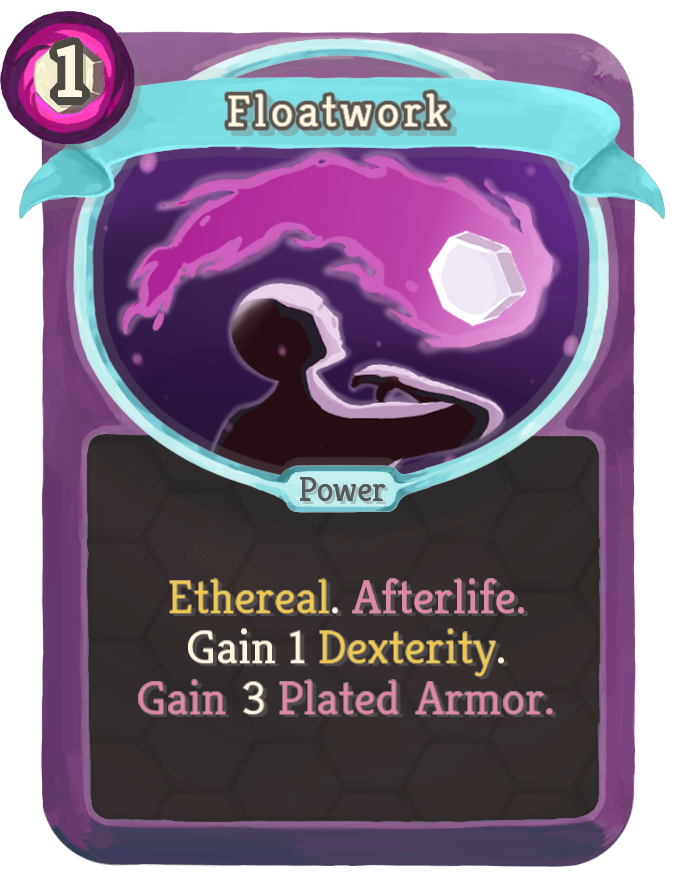 1
Floatwork
Power
Ethereal. Afterlife.
Gain 1 Dexterity.
Gain 3 Plated Armor.